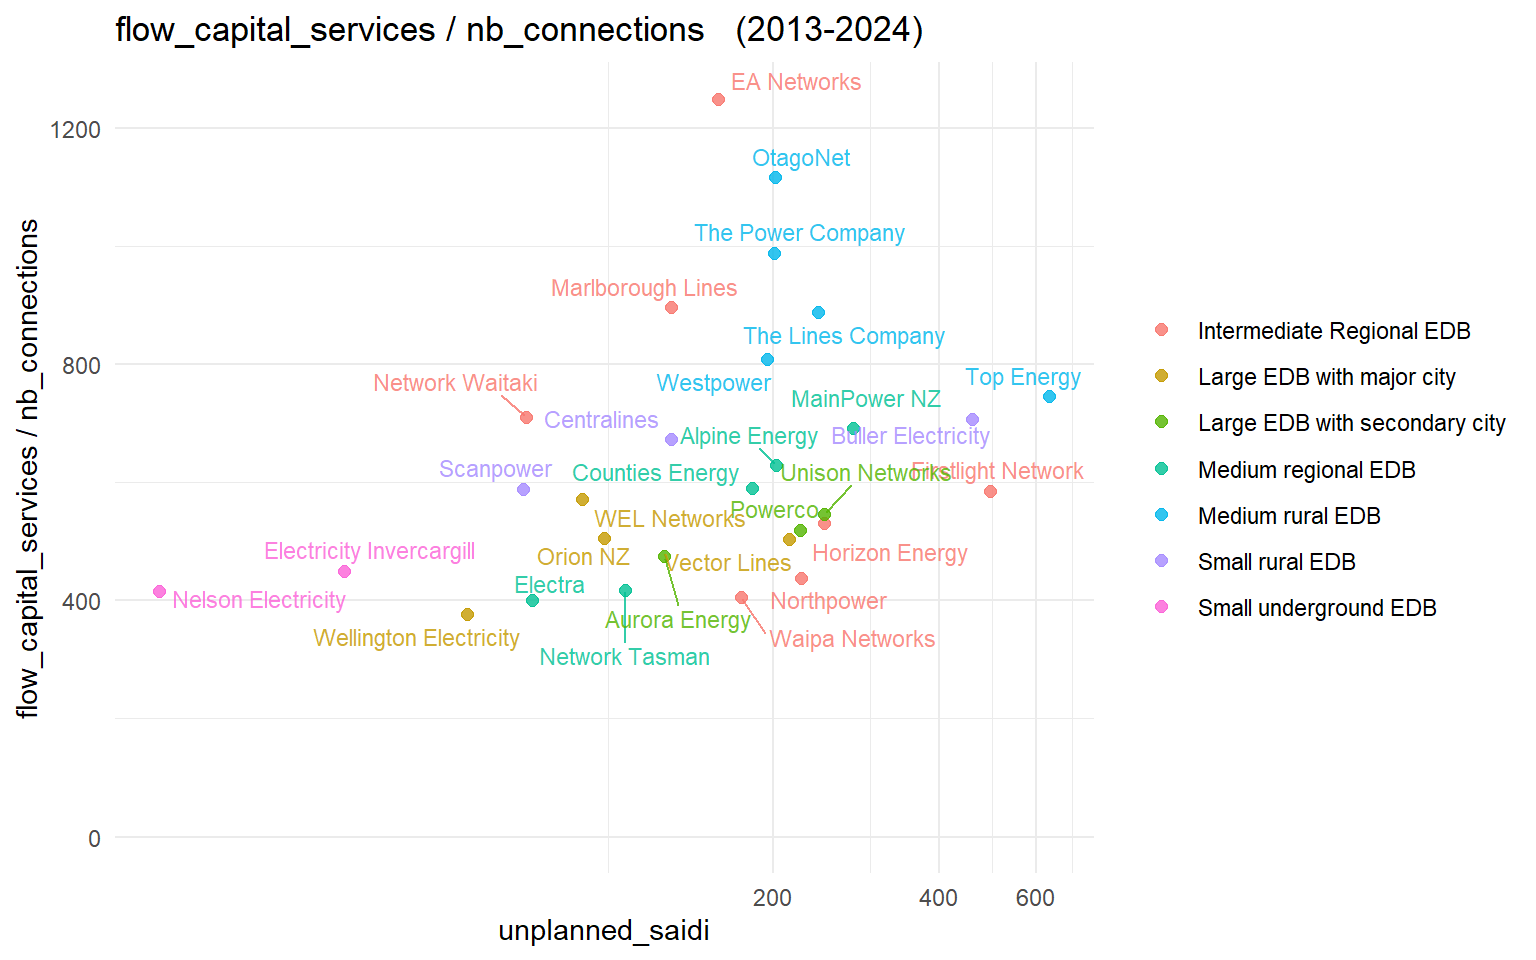 flow_capital_services / nb_connections (2013-2024)
flow_capital_services / nb_connections
1200
800
400
0
EA Networks
OtagoNet
The Power Company
Marlborough Lines
The Lines Company
Westpower
Top Energy
Network Waitaki
MainPower NZ
Centralines
Alpine Energy
Buller Electricity
Scanpower
Counties Energy
Unison Networks
Firstlight Network
Powerco
WEL Networks
Orion NZ
Vector Lines
Horizon Energy
Electricity Invercargill
Electra
Nelson Electricity
Northpower
Aurora Energy
Wellington Electricity
Waipa Networks
Network Tasman
200
400
600
unplanned_saidi
Intermediate Regional EDB
Large EDB with major city
Large EDB with secondary city
Medium regional EDB
Medium rural EDB
Small rural EDB
Small underground EDB